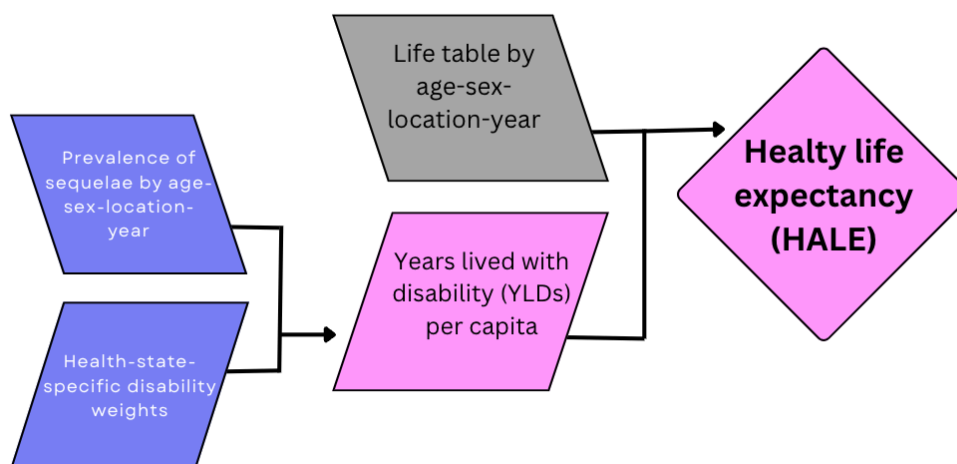 Life table by
age-sex-
location-year
Prevalence of
sequelae by age-
sex-location-
year
Healty life
expectancy
(HALE)
Years lived with
disability (YLDs)
per capita
Health-state-
specific disability
weights